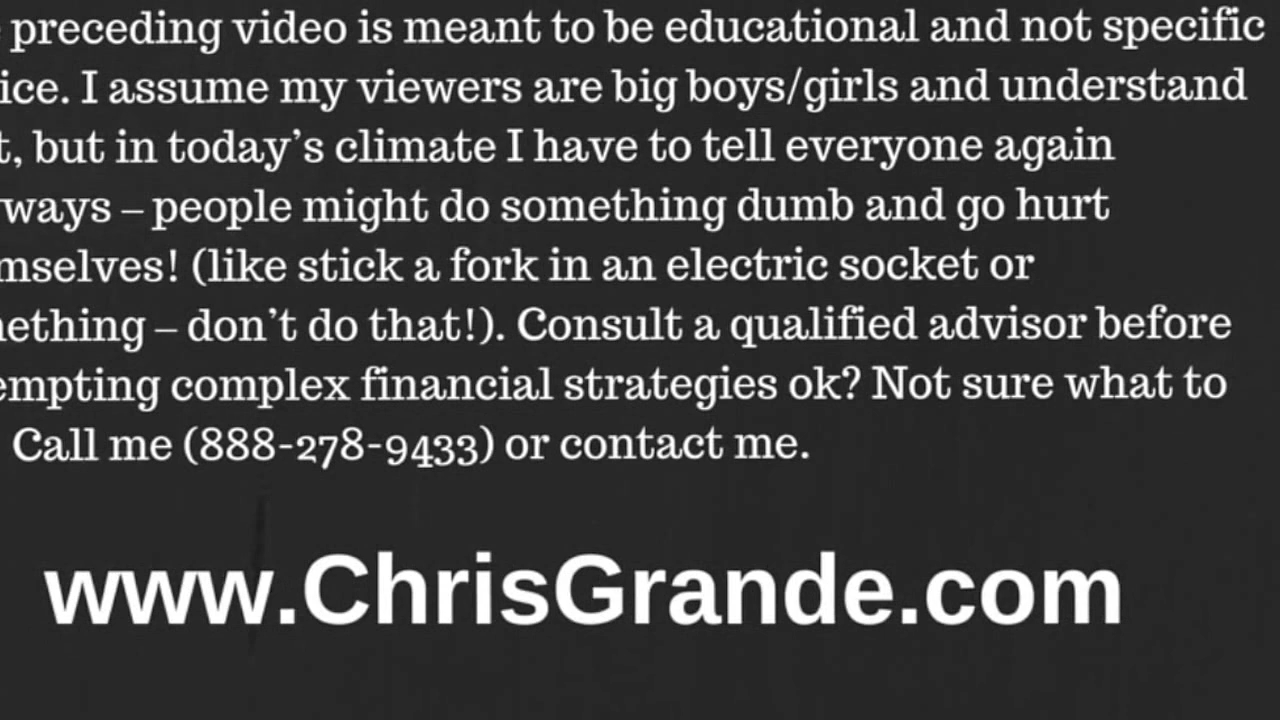 preceding video is meant to be educational and not specific
ice. I assume my viewers are big boys/girls and understand
t, but in today’s climate I have to tell everyone again
ways – people might do something dumb and go hurt
mselves! (like stick a fork in an electric socket or
ething – don’t do that!). Consult a qualified advisor before
empting complex financial strategies ok? Not sure what to
Call me (888-278-9433) or contact me.
www.ChrisGrande.com